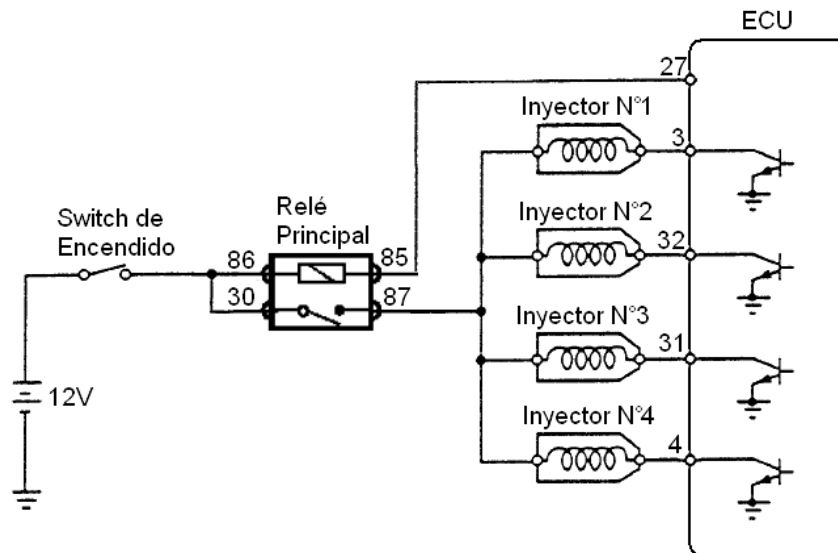 ECU
27
Inyector N°1
3
Switch de
Encendido
Relé
Principal
Inyector N°2
32
86
85
30
87
Inyector N°3
31
12V
Inyector N°4
4